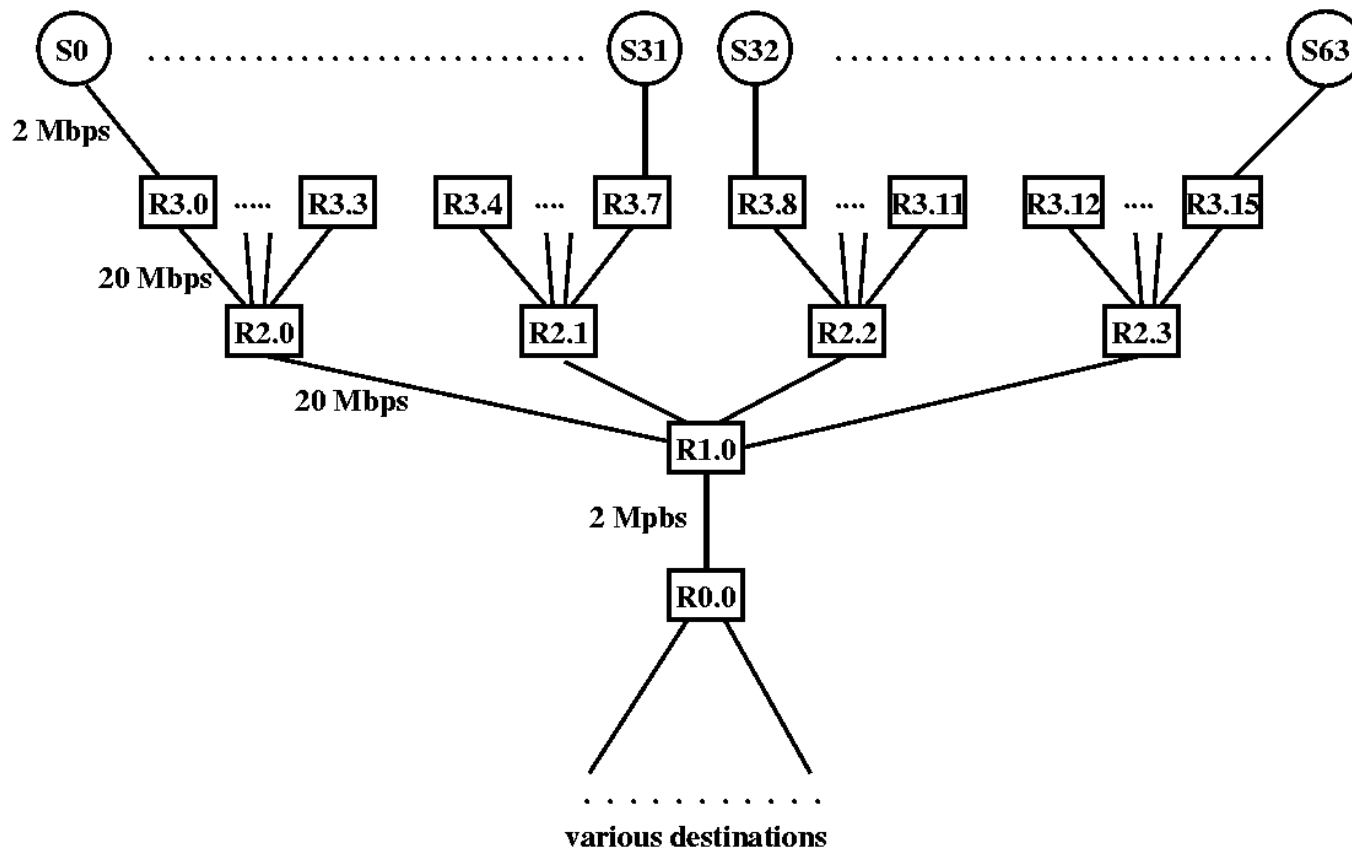 S0 S31 S32 S63
2 Mbps
R3.0 R3.3 R3.4 R3.7 R3.8 R3.11 R3.12 R3.15
20 Mbps
R2.0 R2.1 R2.2 R2.3
20 Mbps
R1.0
2 Mpbs
R0.0
various destinations